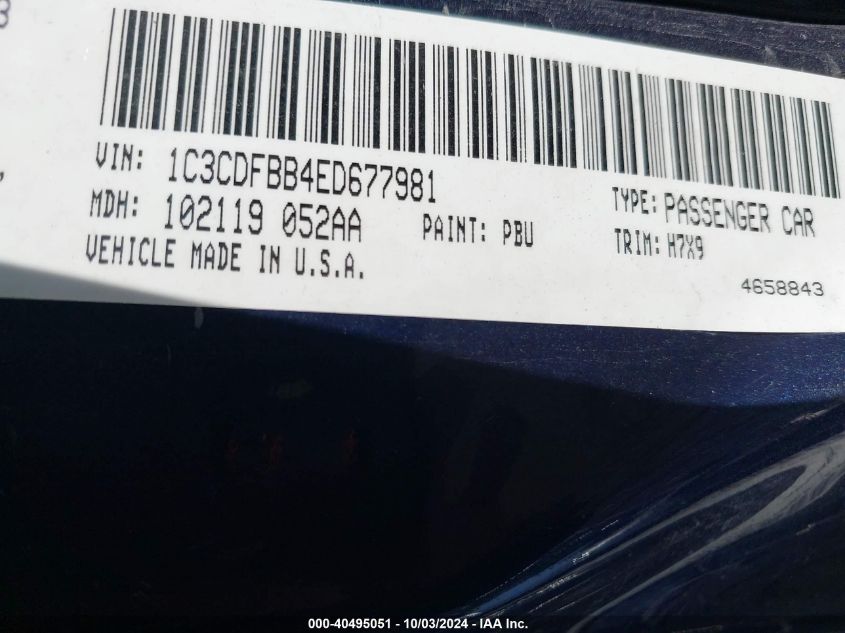 VIN: 1C3CDFBB4ED677981
MDH: 102119 052AA PAINT: PBU
VEHICLE MADE IN U.S.A.
TYPE: PASSENGER CAR
TRIM: H7X9
4658843
000-40495051 - 10/03/2024 - IAA Inc.